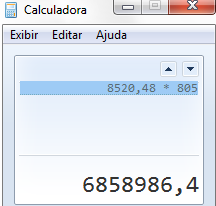 Calculadora
Exibir Editar Ajuda
8520,48 * 805
6858986,4